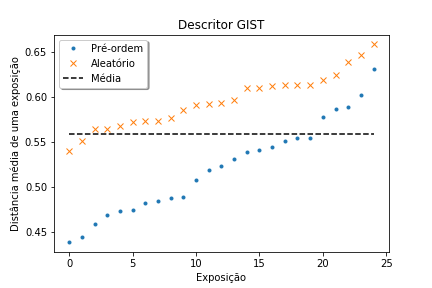 Descritor GIST
Pré-ordem
Aleatório
Média
Distância média de uma exposição
0.65
0.60
0.55
0.50
0.45
0 5 10 15 20 25
Exposição